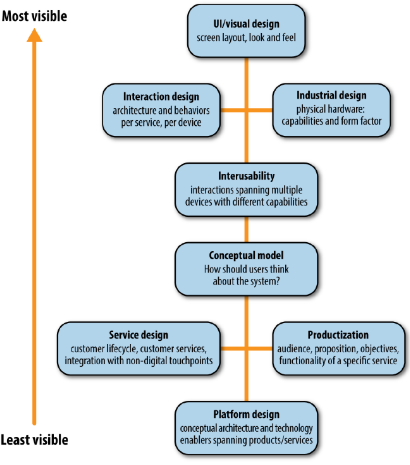 Most visible
UI/visual design
screen layout, look and feel
Interaction design
architecture and behaviors
per service, per device
Industrial design
physical hardware:
capabilities and form factor
Interusability
interactions spanning multiple
devices with different capabilities
Conceptual model
How should users think
about the system?
Service design
customer lifecycle, customer services,
integration with non-digital touchpoints
Productization
audience, proposition, objectives,
functionality of a specific service
Platform design
conceptual architecture and technology
enablers spanning products/services
Least visible